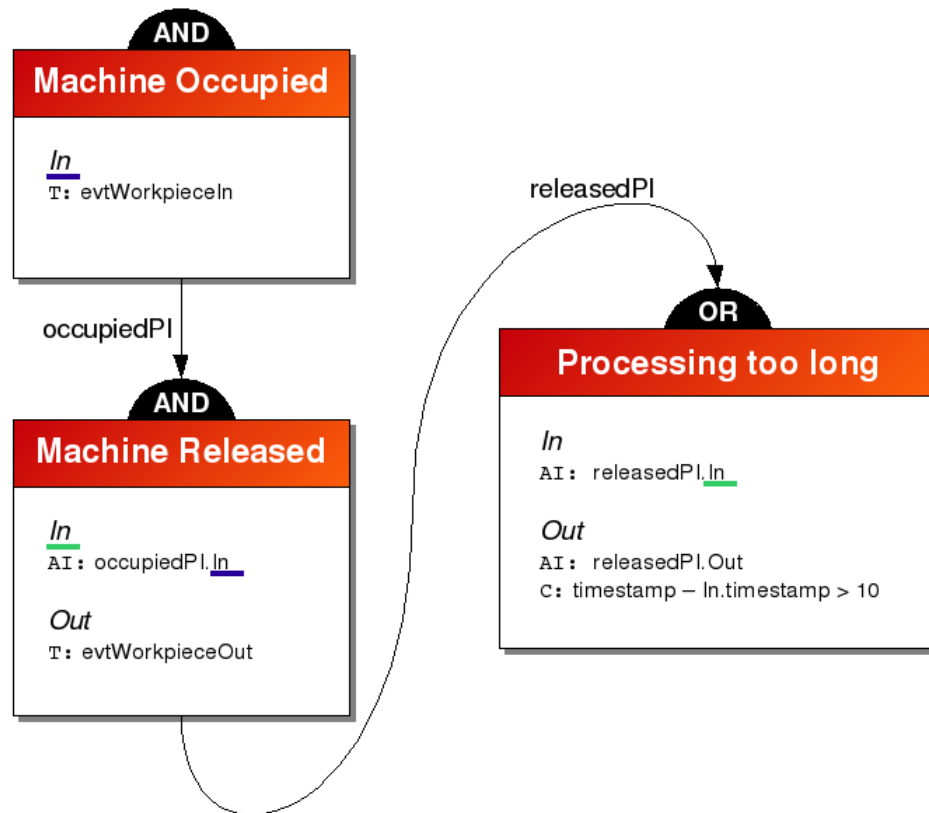 AND
Machine Occupied
In
T: evtWorkpieceIn
occupiedPI
AND
Machine Released
In
AI: occupiedPI.In
Out
T: evtWorkpieceOut
releasedPI
OR
Processing too long
In
AI: releasedPI.In
Out
AI: releasedPI.Out
C: timestamp – In.timestamp > 10